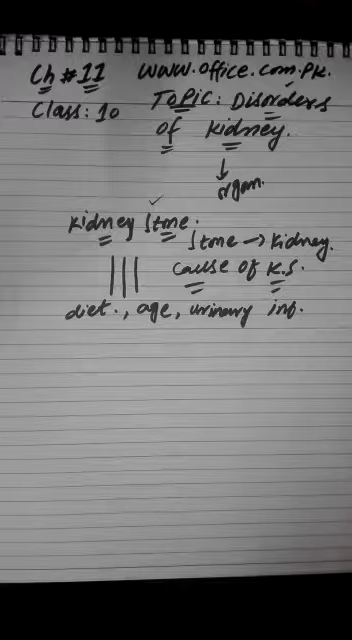 Ch # 11 www.office.com.pk.
Class: 10 Topic: Disorders
of kidney.
↓
organ.
kidney stone.
stone → kidney.
cause of K.S.
diet., age, urinary inf.